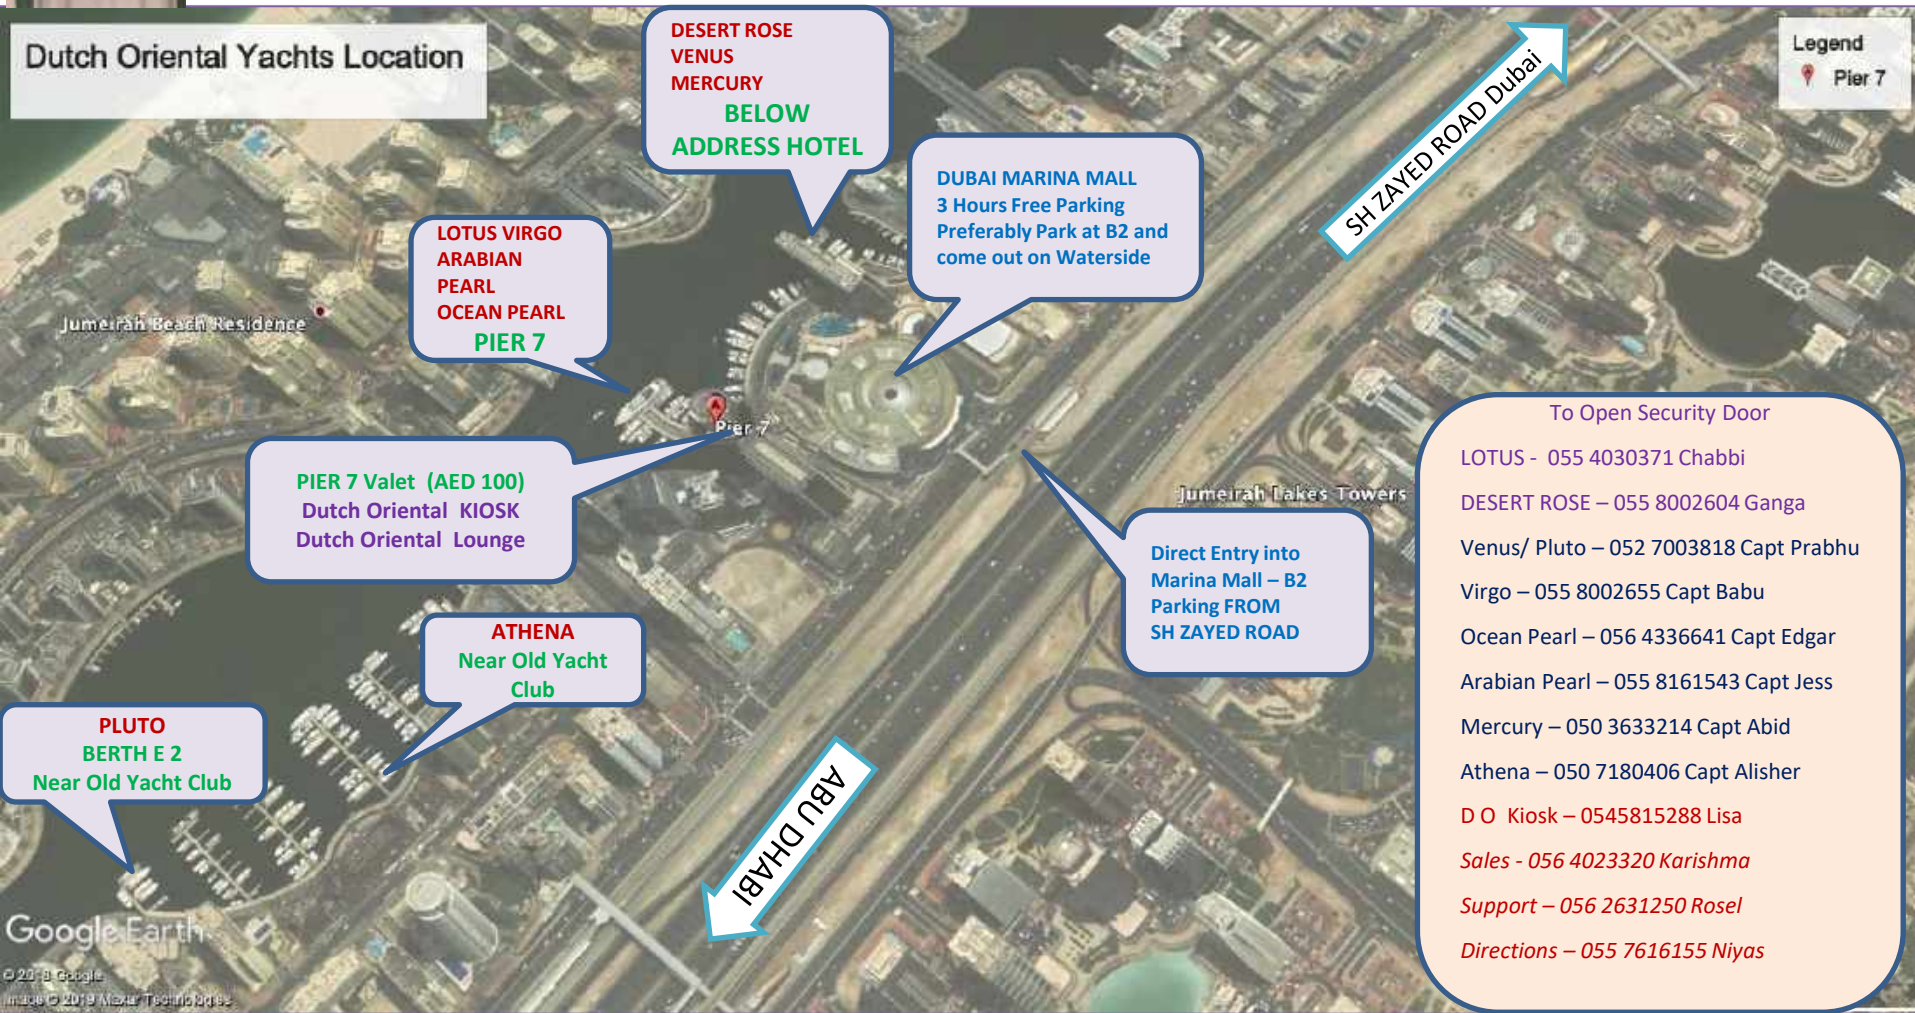 Dutch Oriental Yachts Location
DESERT ROSE
VENUS
MERCURY
BELOW
ADDRESS HOTEL
SH ZAYED ROAD Dubai
Legend
Pier 7
DUBAI MARINA MALL
3 Hours Free Parking
Preferably Park at B2 and
come out on Waterside
LOTUS VIRGO
ARABIAN
PEARL
OCEAN PEARL
PIER 7
Jumeirah Beach Residence
Pier 7
PIER 7 Valet (AED 100)
Dutch Oriental KIOSK
Dutch Oriental Lounge
Jumeirah Lakes Towers
Direct Entry into
Marina Mall – B2
Parking FROM
SH ZAYED ROAD
ATHENA
Near Old Yacht
Club
PLUTO
BERTH E 2
Near Old Yacht Club
ABU DHABI
To Open Security Door
LOTUS - 055 4030371 Chabbi
DESERT ROSE – 055 8002604 Ganga
Venus/ Pluto – 052 7003818 Capt Prabhu
Virgo – 055 8002655 Capt Babu
Ocean Pearl – 056 4336641 Capt Edgar
Arabian Pearl – 055 8161543 Capt Jess
Mercury – 050 3633214 Capt Abid
Athena – 050 7180406 Capt Alisher
D O Kiosk – 0545815288 Lisa
Sales - 056 4023320 Karishma
Support – 056 2631250 Rosel
Directions – 055 7616155 Niyas
Google Earth
© 2018 Google
Image © 2019 Maxar Technologies